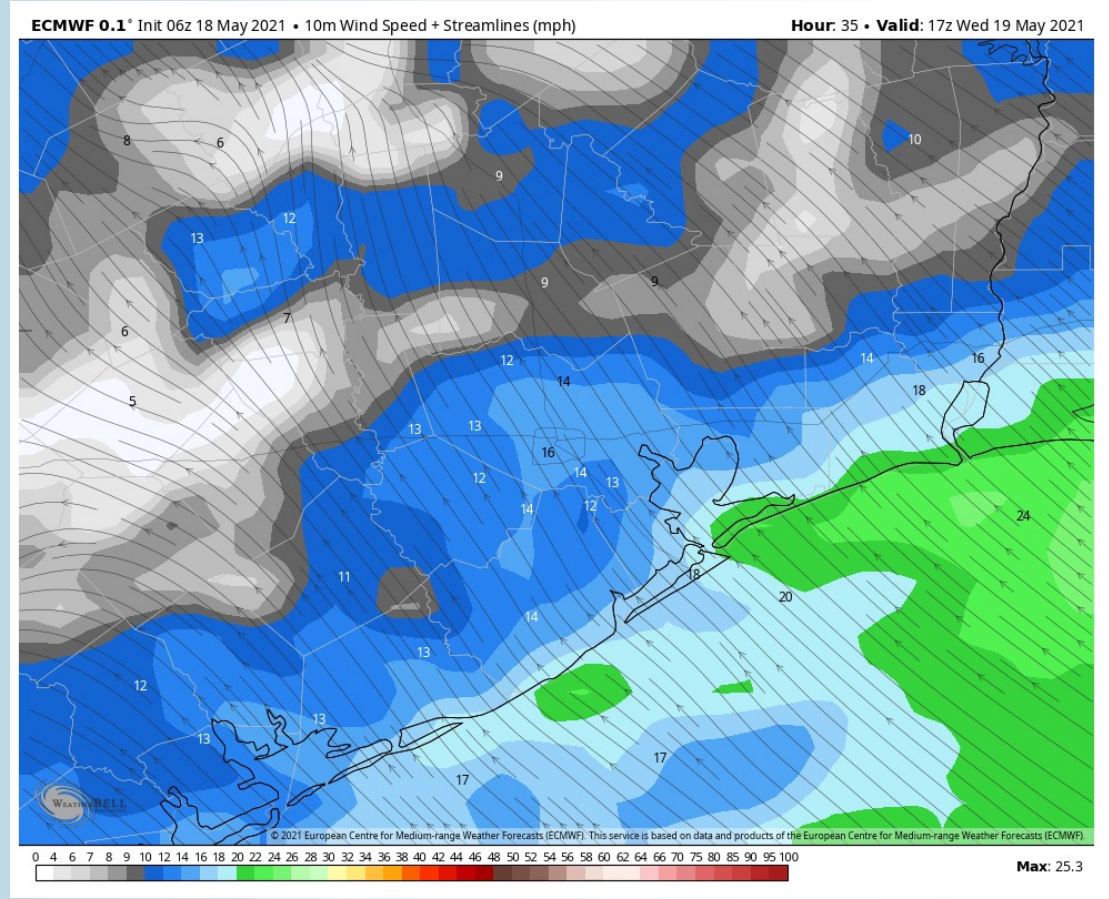 ECMWF 0.1° Init 06z 18 May 2021 • 10m Wind Speed + Streamlines (mph) Hour: 35 • Valid: 17z Wed 19 May 2021
8 6 10
9
12
13
9 9
6 7
12 14 16
14 18
5
13 13
16
12 14 13
14 12 24
11 18
20
14
13
12
13
13 17
17
WEATHERBELL
© 2021 European Centre for Medium-range Weather Forecasts (ECMWF). This service is based on data and products of the European Centre for Medium-range Weather Forecasts (ECMWF).
0 4 6 7 8 9 10 12 14 16 18 20 22 24 26 28 30 32 34 36 38 40 42 44 46 48 50 52 54 56 58 60 62 64 66 70 75 80 85 90 95 100 Max: 25.3